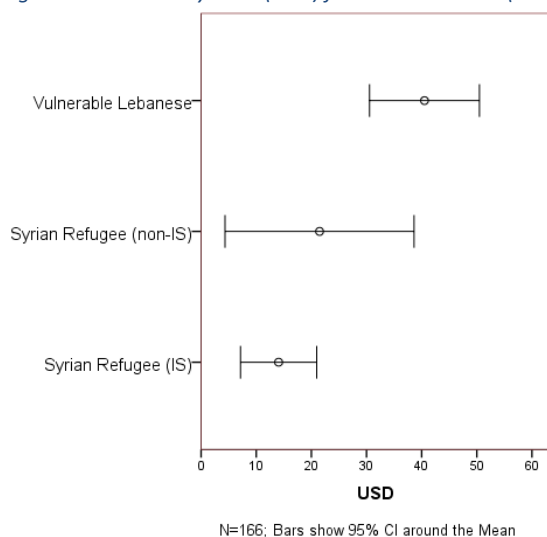 Vulnerable Lebanese
Syrian Refugee (non-IS)
Syrian Refugee (IS)
0 10 20 30 40 50 60
USD
N=166; Bars show 95% CI around the Mean